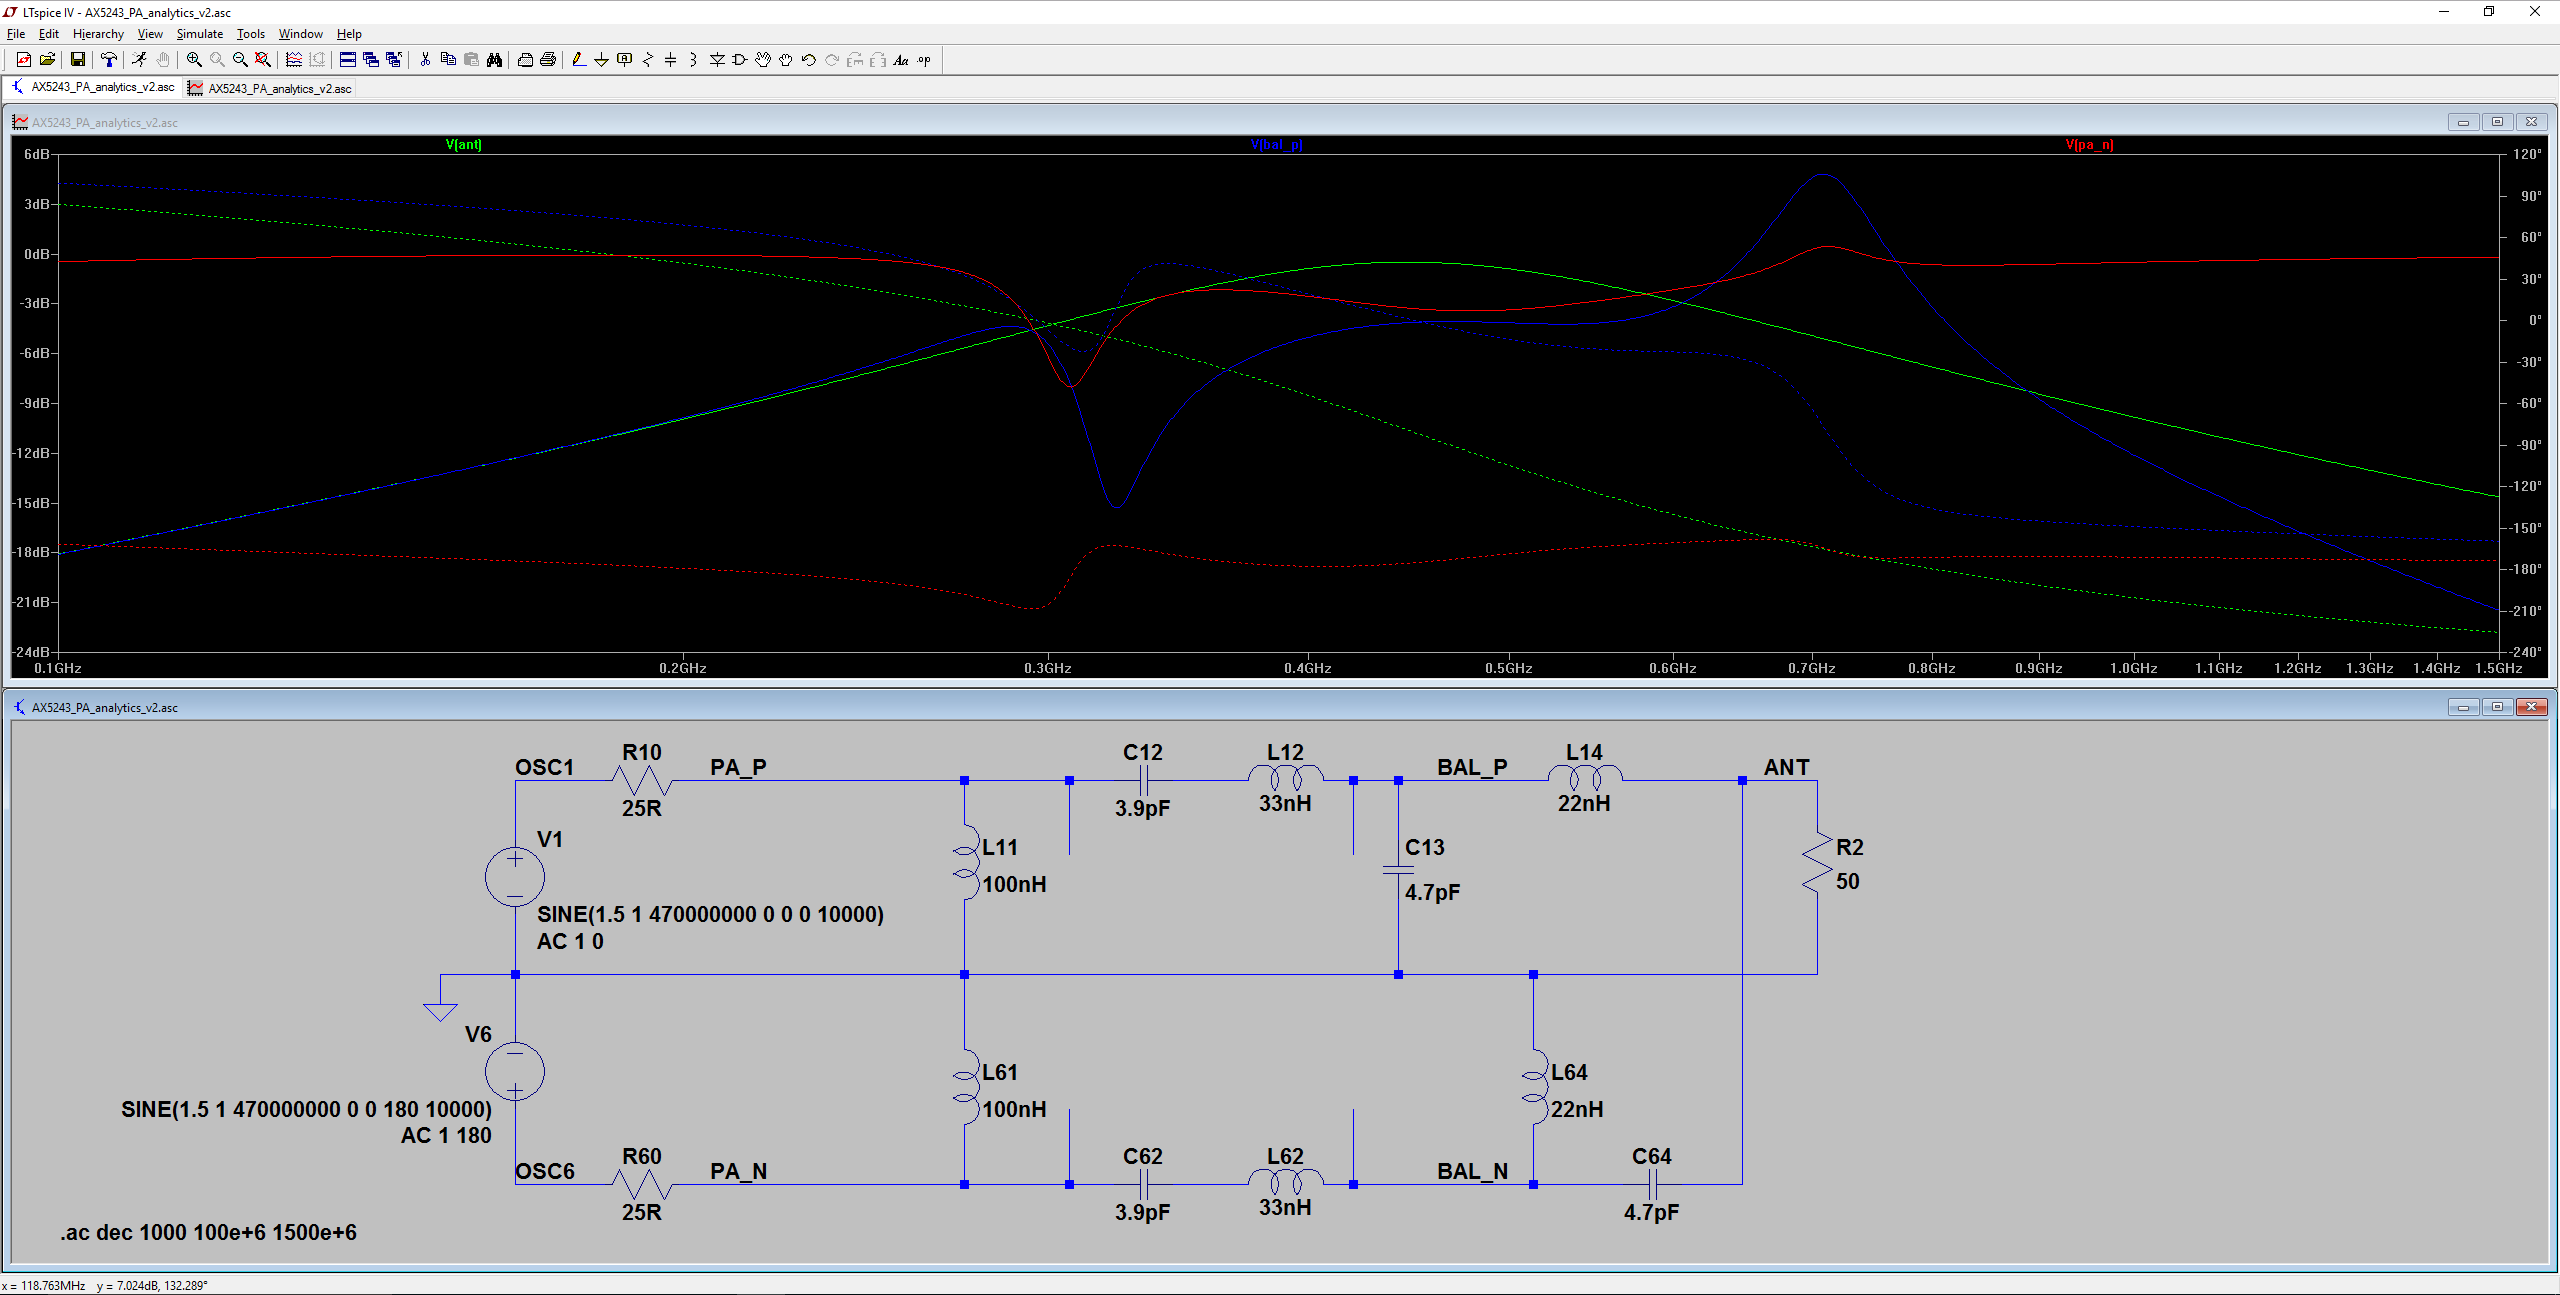 LTspice IV - AX5243_PA_analytics_v2.asc
File Edit Hierarchy View Simulate Tools Window Help
Aa .op
AX5243_PA_analytics_v2.asc AX5243_PA_analytics_v2.asc
AX5243_PA_analytics_v2.asc
V(ant) V(bal_p) V(pa_n)
6dB 120°
3dB 90°
0dB 60°
-3dB 30°
-6dB 0°
-9dB -30°
-12dB -60°
-15dB -90°
-18dB -120°
-21dB -150°
-24dB -180°
-210°
-240°
0.1GHz 0.2GHz 0.3GHz 0.4GHz 0.5GHz 0.6GHz 0.7GHz 0.8GHz 0.9GHz 1.0GHz 1.1GHz 1.2GHz 1.3GHz 1.4GHz 1.5GHz
AX5243_PA_analytics_v2.asc
OSC1 R10 PA_P C12 L12 BAL_P L14 ANT
25R 3.9pF 33nH 22nH
V1 L11 C13 R2
100nH 4.7pF 50
SINE(1.5 1 470000000 0 0 0 10000)
AC 1 0
V6 L61 L64
SINE(1.5 1 470000000 0 0 180 10000) 100nH 22nH
AC 1 180
OSC6 R60 PA_N C62 L62 BAL_N C64
25R 3.9pF 33nH 4.7pF
.ac dec 1000 100e+6 1500e+6
x = 118.763MHz y = 7.024dB, 132.289°